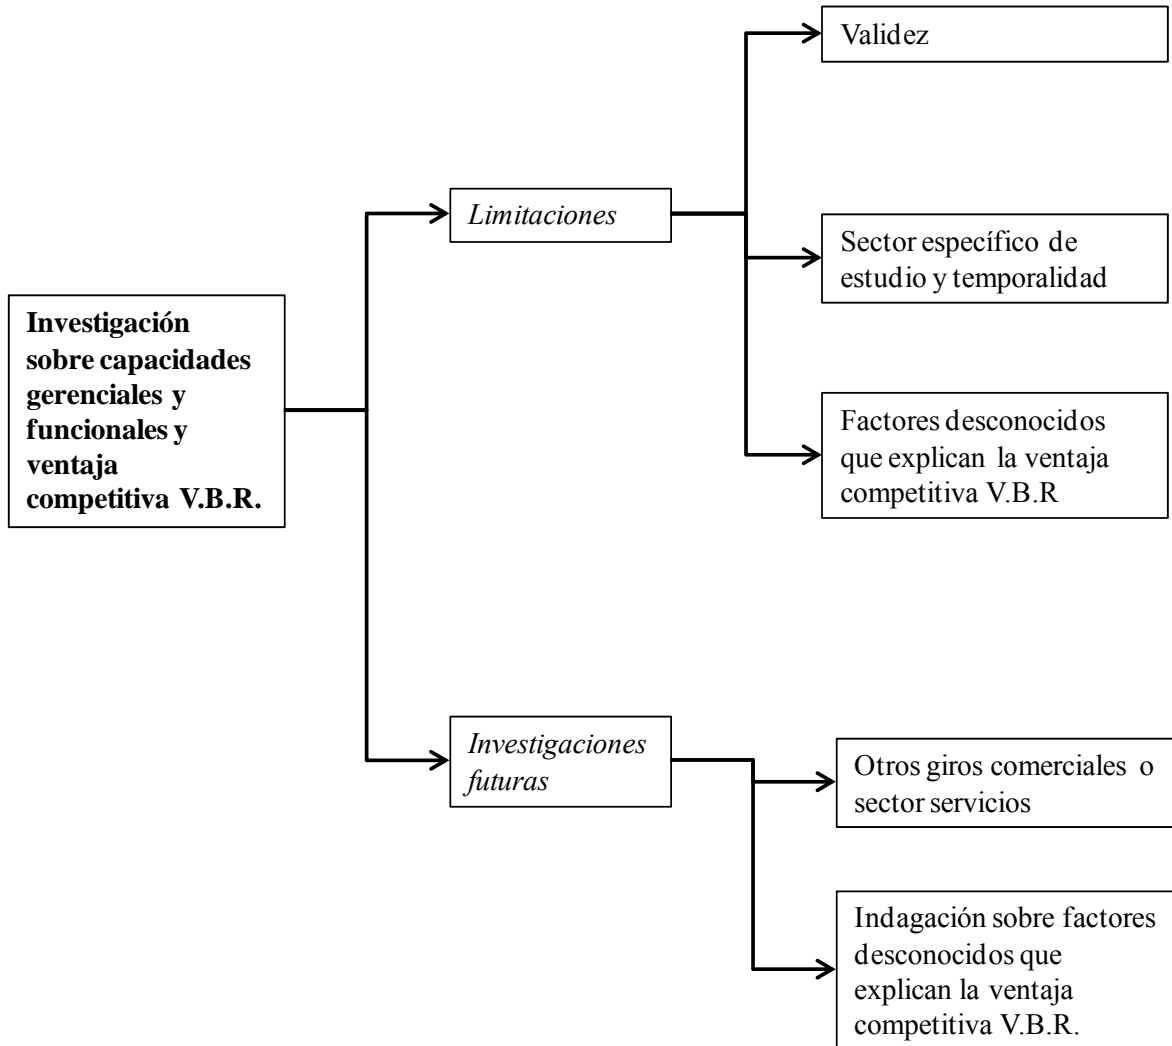 Investigación
sobre capacidades
gerenciales y
funcionales y
ventaja
competitiva V.B.R.
Limitaciones
Validez
Sector específico de
estudio y temporalidad
Factores desconocidos
que explican la ventaja
competitiva V.B.R
Investigaciones
futuras
Otros giros comerciales o
sector servicios
Indagación sobre factores
desconocidos que
explican la ventaja
competitiva V.B.R.